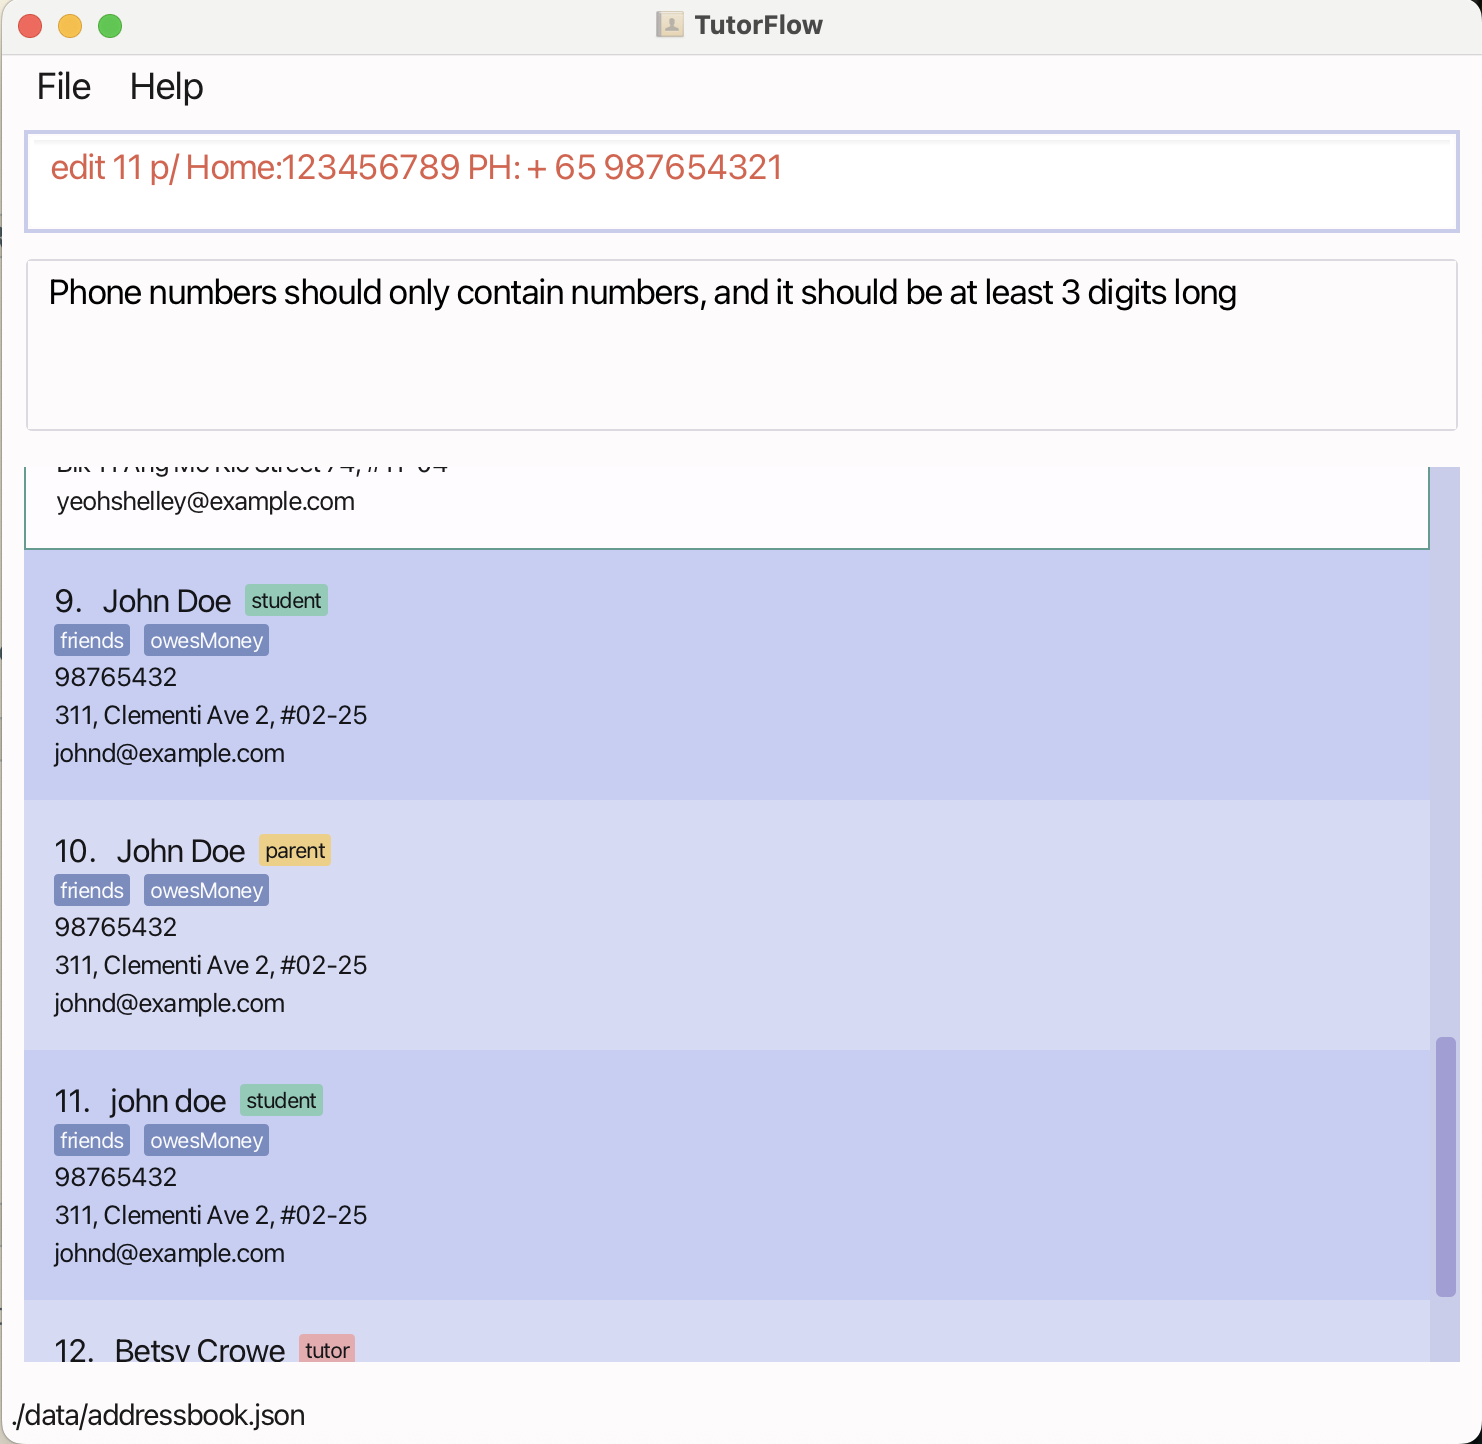 TutorFlow
File Help
edit 11 p/ Home:123456789 PH: + 65 987654321
Phone numbers should only contain numbers, and it should be at least 3 digits long
yeohshelley@example.com
9. John Doe student
friends owesMoney
98765432
311, Clementi Ave 2, #02-25
johnd@example.com
10. John Doe parent
friends owesMoney
98765432
311, Clementi Ave 2, #02-25
johnd@example.com
11. john doe student
friends owesMoney
98765432
311, Clementi Ave 2, #02-25
johnd@example.com
12. Betsy Crowe tutor
./data/addressbook.json